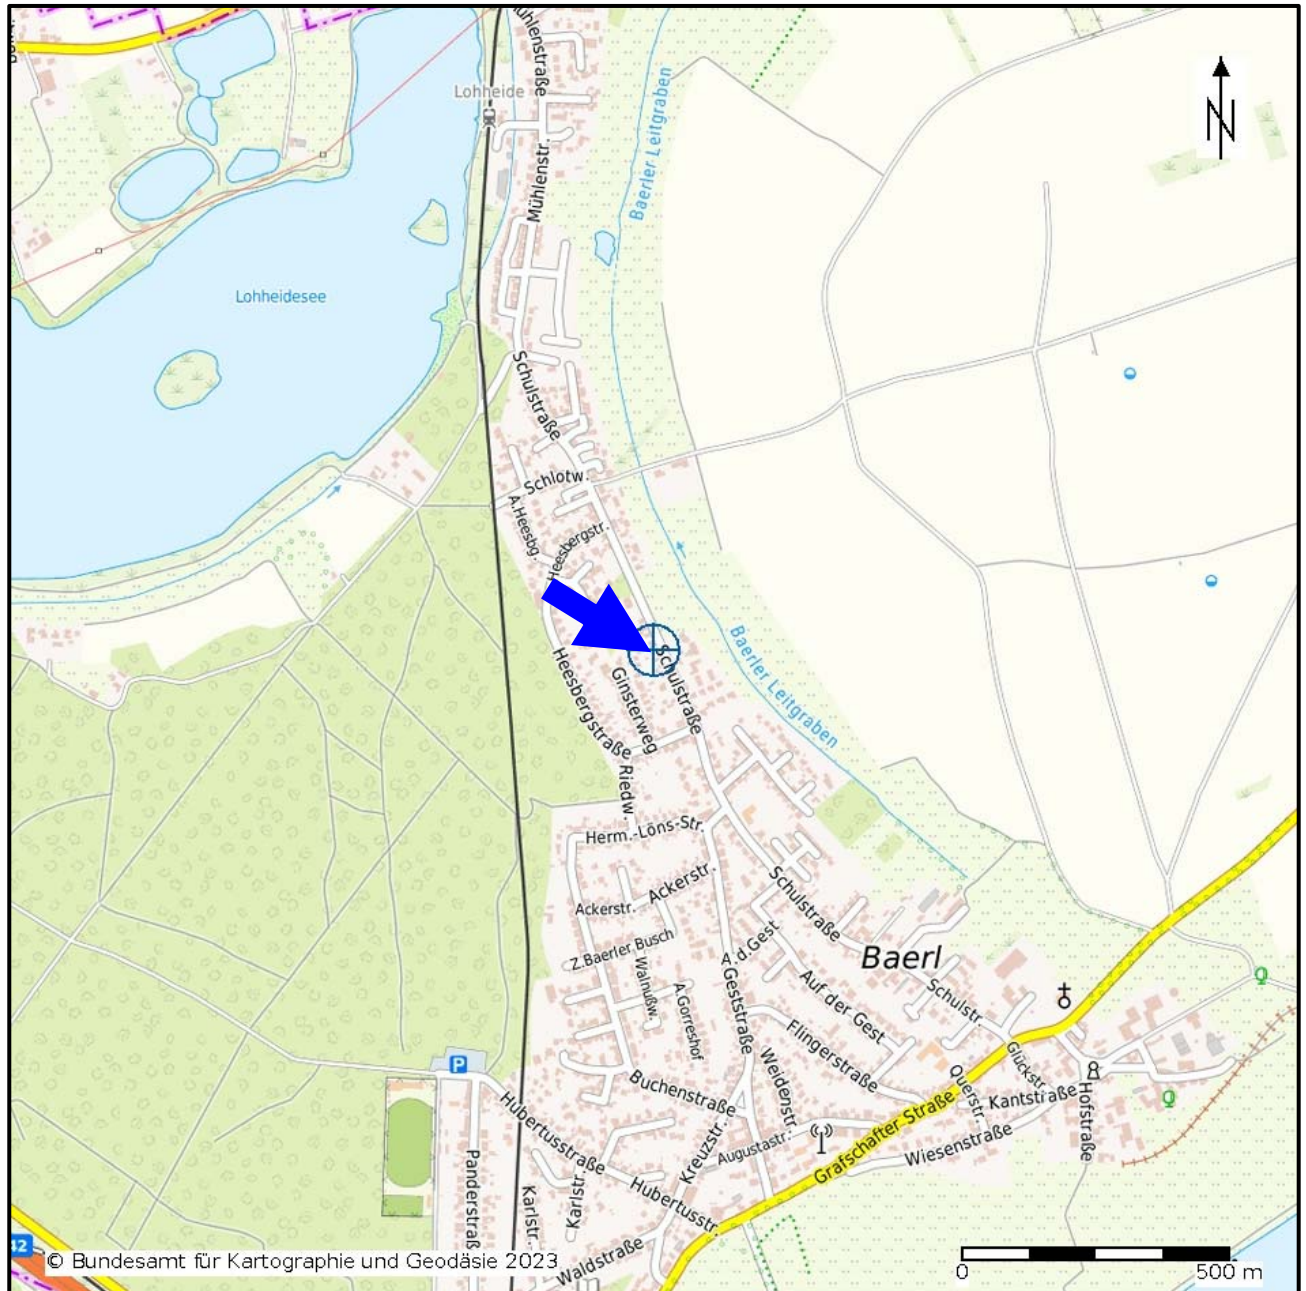 Mühlenstraße
Lohheide
Baerler Leitgraben
N
Mühlenstr.
Lohheidesee
Schulstraße
Schlotw.
A.Heesbg.
Heesbergstr.
Schulstraße
Baerler Leitgraben
Heesbergstraße
Ginsterweg
Riedw.
Herm.-Löns-Str.
Ackerstr.
Ackerstr.
Schulstraße
Z.Baerler Busch
Walnußw.
A.Gorreshof
A.d.Gest
Geststraße
Baerl
Auf der Gest
Schulstr.
Flingerstraße
Glückstr.
P
Buchenstraße
Weidenstr.
Querstr.
Kantstraße
Hofstraße
Hubertusstraße
Kreuzstr.
Augustastr.
Grafschafter Straße
Wiesenstraße
Panderstraß
Karlstr.
Karlstr.
Hubertusstr.
Waldstraße
42
© Bundesamt für Kartographie und Geodäsie 2023
0 500 m